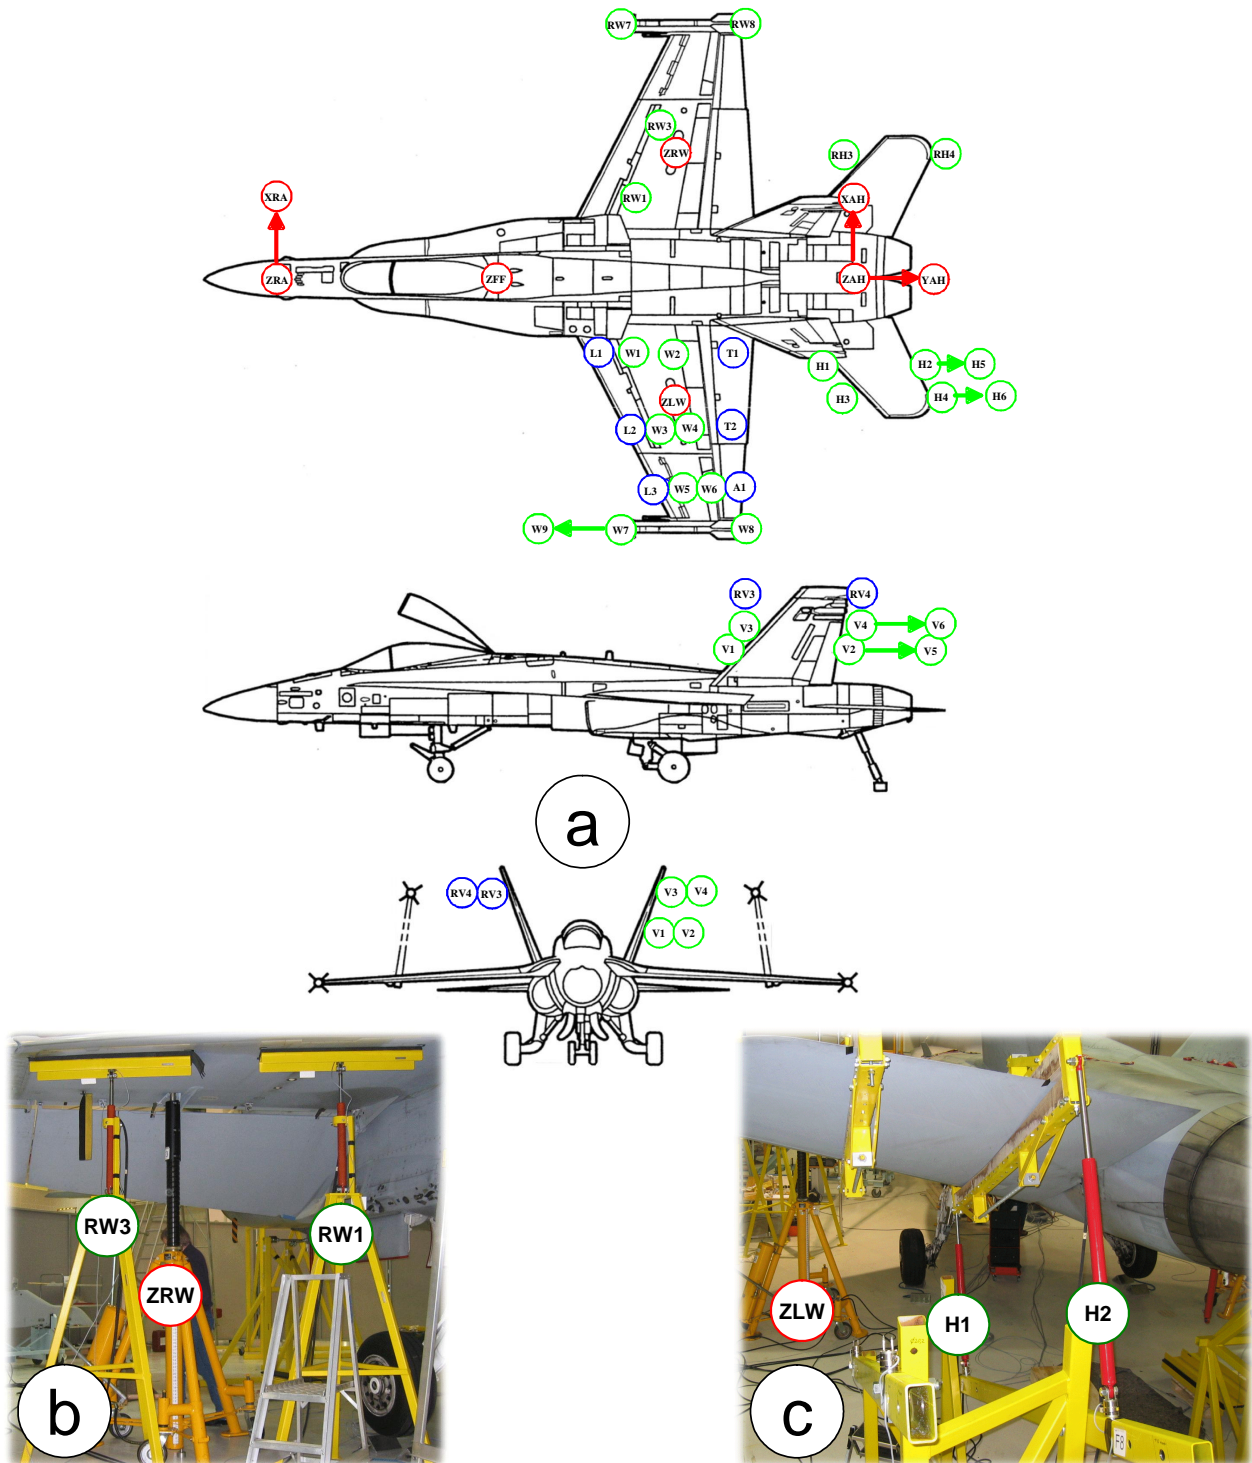 RW7 RW8
RW3
ZRW
RH3 RH4
XRA RW1 XAH
ZRA ZFF ZAH YAH
L1 W1 W2 T1
H1 H2 H5
ZLW H3 H4 H6
L2 W3 W4 T2
L3 W5 W6 A1
W9 W7 W8
RV3 RV4
V3 V4 V6
V1 V2 V5
a
RV4 RV3 V3 V4
V1 V2
RW3 RW1
ZRW
b
ZLW H1 H2
c
F8